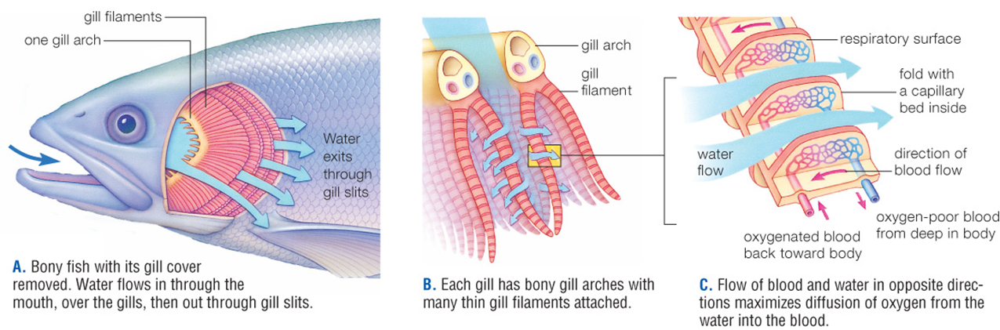 gill filaments
one gill arch
Water
exits
through
gill slits
A. Bony fish with its gill cover
removed. Water flows in through the
mouth, over the gills, then out through gill slits.
gill arch
gill
filament
B. Each gill has bony gill arches with
many thin gill filaments attached.
respiratory surface
fold with
a capillary
bed inside
water
flow
direction of
blood flow
oxygen-poor blood
from deep in body
oxygenated blood
back toward body
C. Flow of blood and water in opposite direc-
tions maximizes diffusion of oxygen from the
water into the blood.